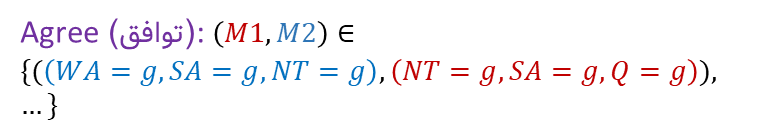 Agree (توافق): (M1, M2) ∈
{((WA = g, SA = g, NT = g), (NT = g, SA = g, Q = g)),
… }